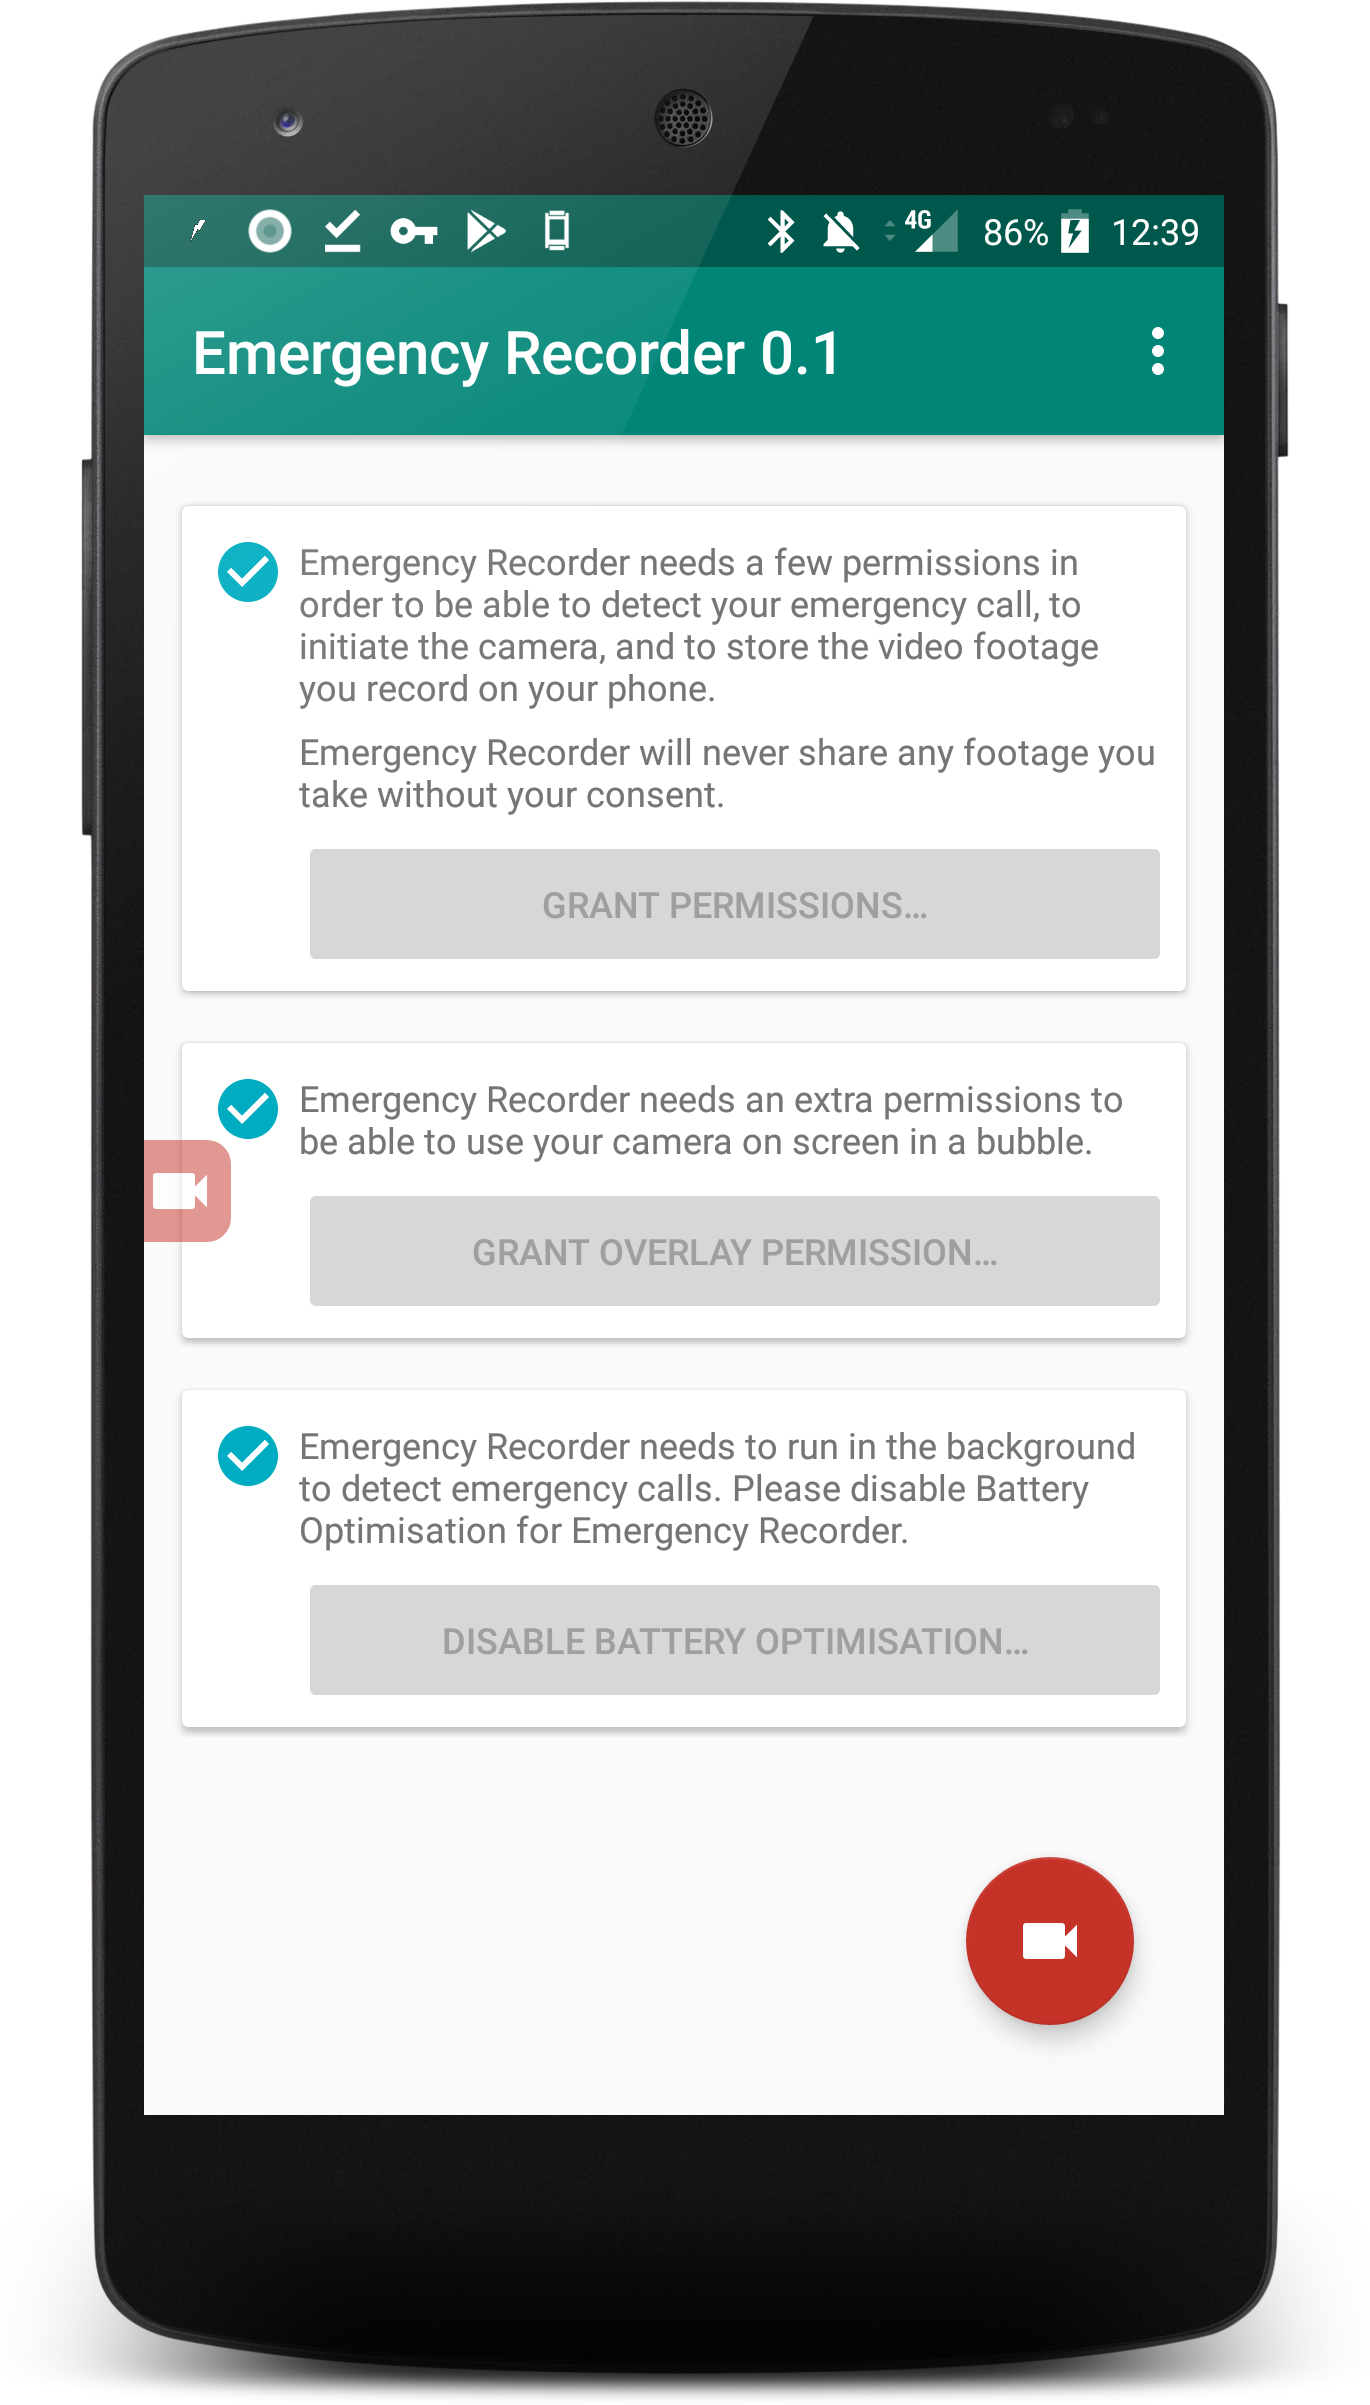 4G 86% 12:39
Emergency Recorder 0.1
Emergency Recorder needs a few permissions in
order to be able to detect your emergency call, to
initiate the camera, and to store the video footage
you record on your phone.
Emergency Recorder will never share any footage you
take without your consent.
GRANT PERMISSIONS…
Emergency Recorder needs an extra permissions to
be able to use your camera on screen in a bubble.
GRANT OVERLAY PERMISSION…
Emergency Recorder needs to run in the background
to detect emergency calls. Please disable Battery
Optimisation for Emergency Recorder.
DISABLE BATTERY OPTIMISATION…